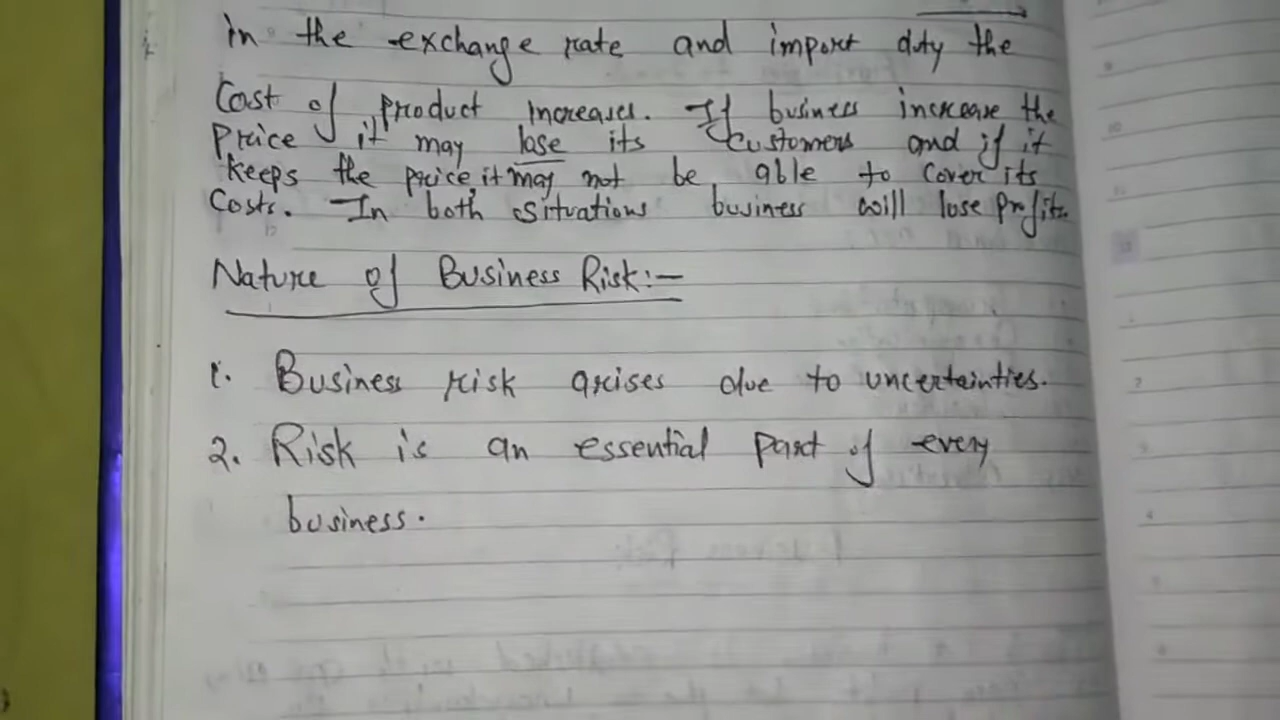 in the exchange rate and import duty the
Cost of product increases. If business increase the
Price it may lose its customers and if it
keeps the price, it may not be able to cover its
Costs. In both situations business will lose profit.
Nature of Business Risk:-
1. Business risk arises due to uncertainties.
2. Risk is an essential part of every
business.